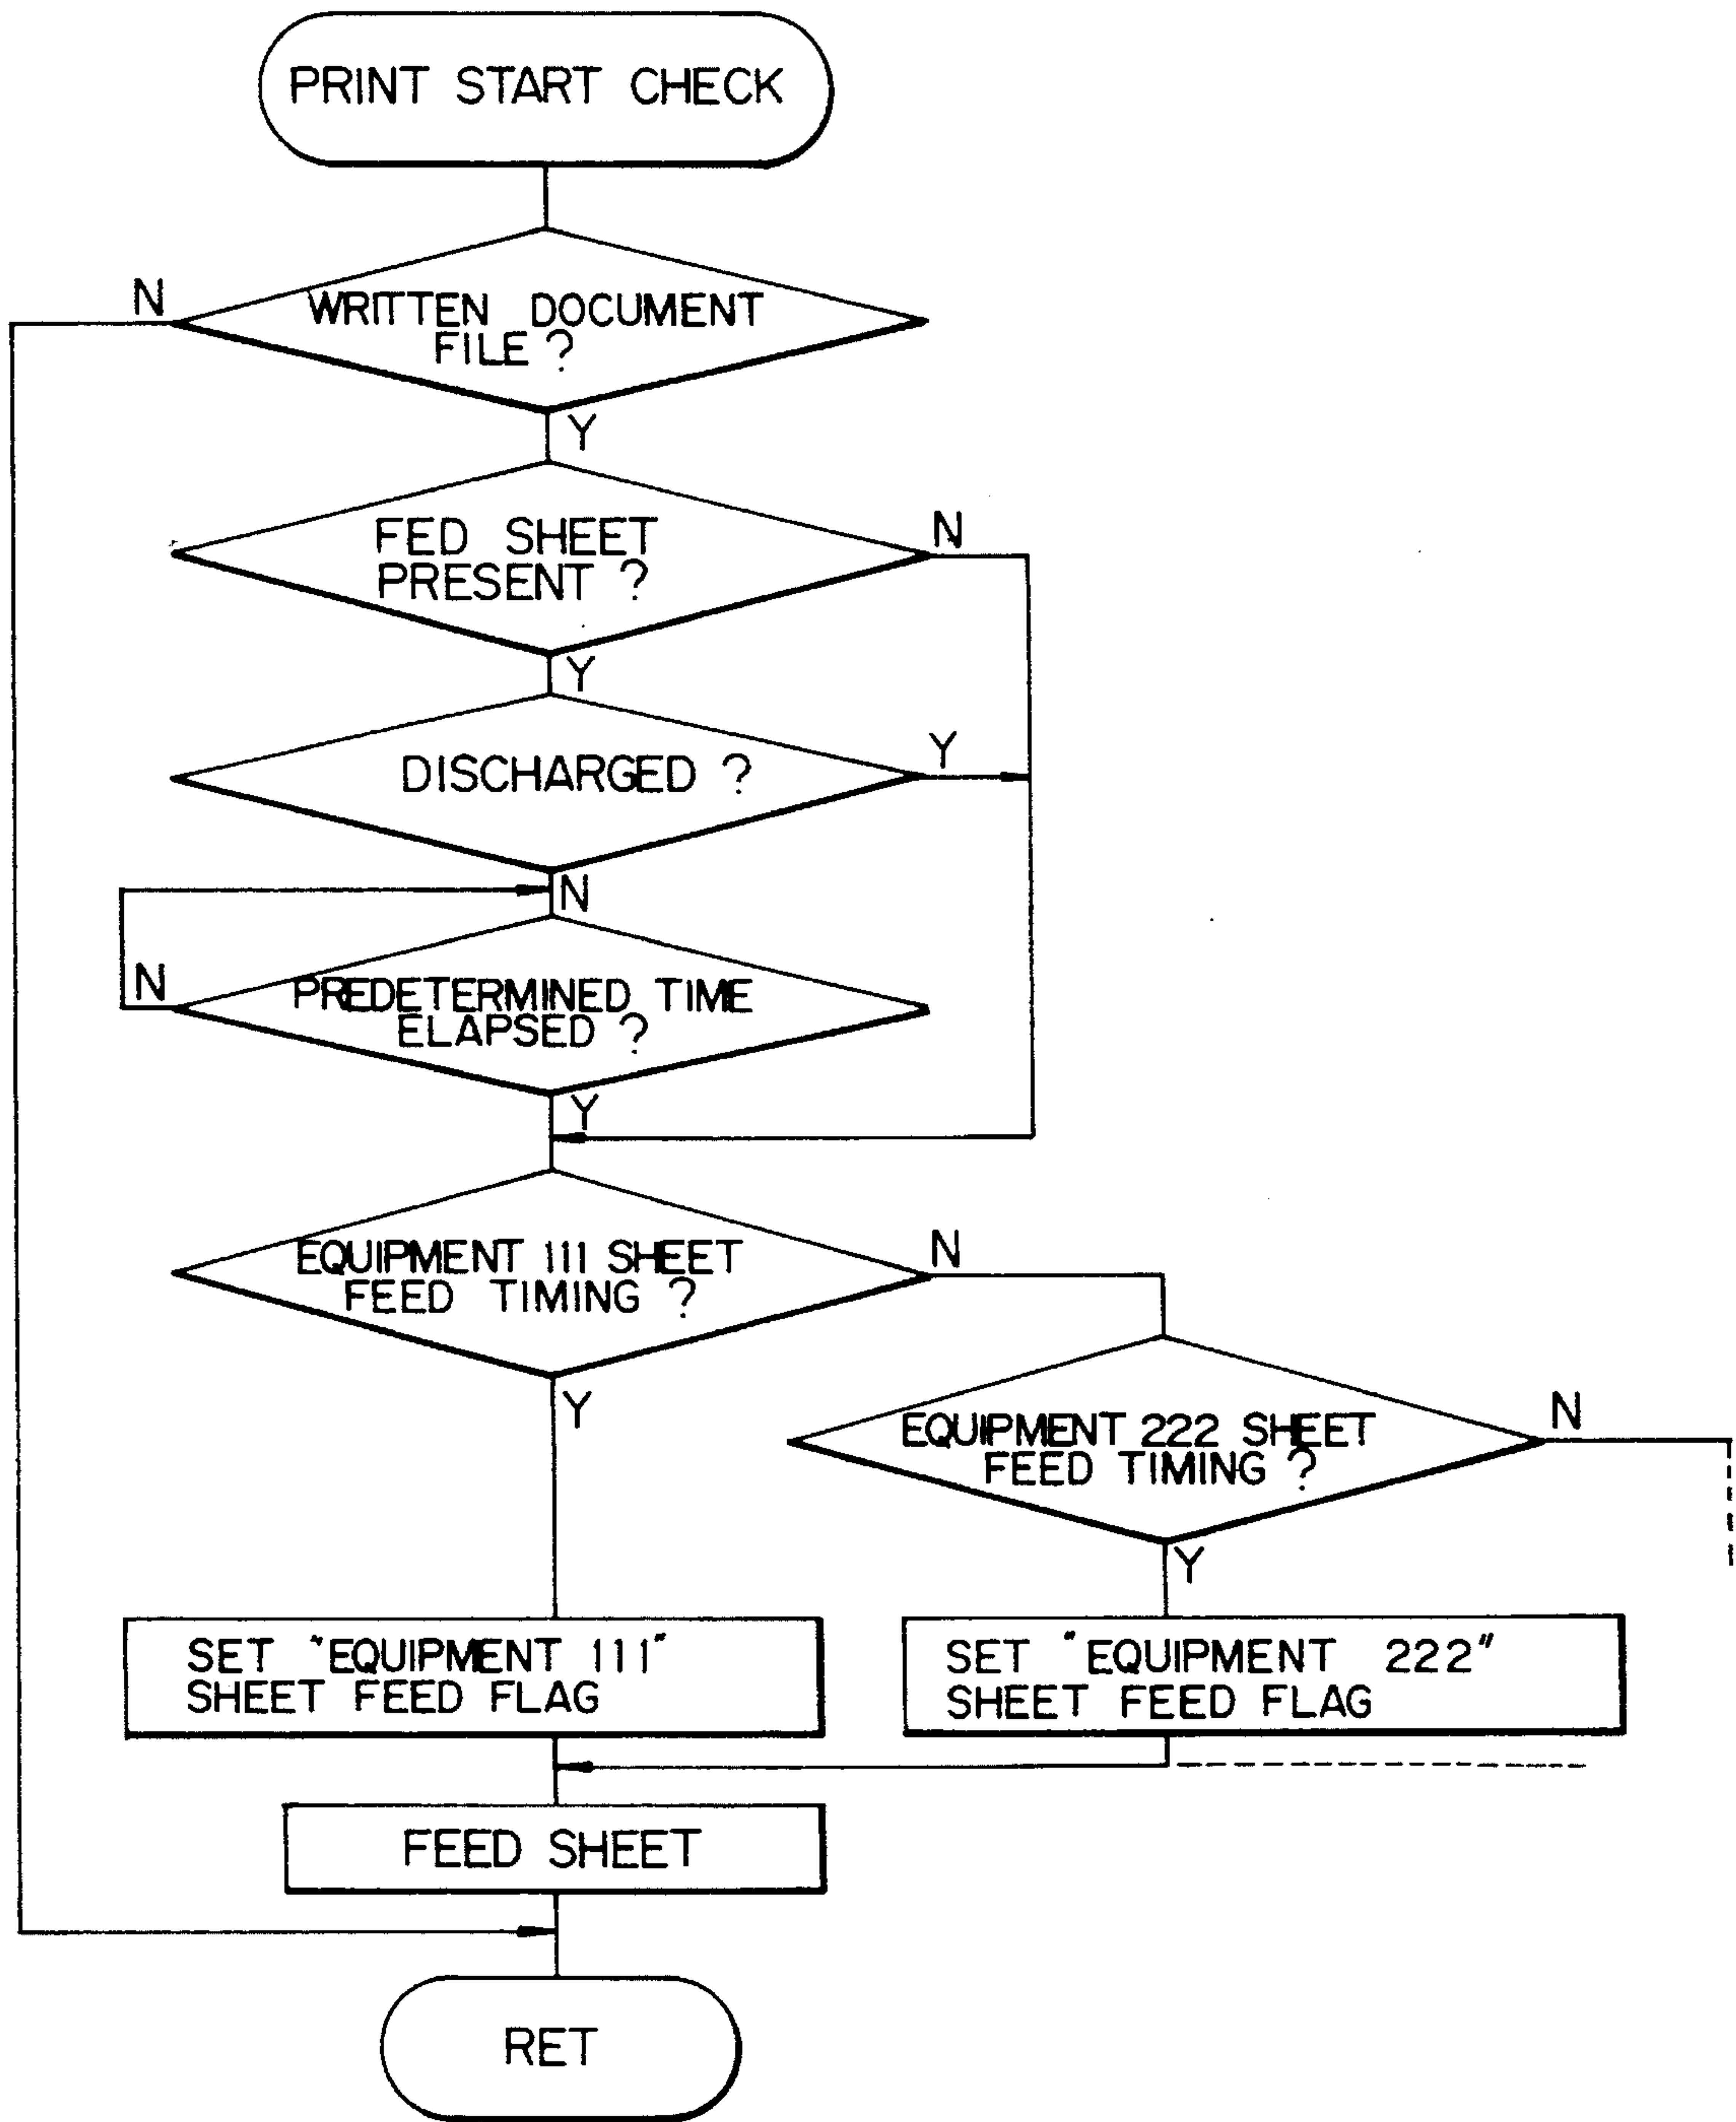 PRINT START CHECK
N
WRITTEN DOCUMENT
FILE ?
Y
FED SHEET
PRESENT ?
N
Y
DISCHARGED ?
Y
N
N
PREDETERMINED TIME
ELAPSED ?
Y
EQUIPMENT 111 SHEET
FEED TIMING ?
N
Y
EQUIPMENT 222 SHEET
FEED TIMING ?
N
Y
SET "EQUIPMENT 111"
SHEET FEED FLAG
SET "EQUIPMENT 222"
SHEET FEED FLAG
FEED SHEET
RET